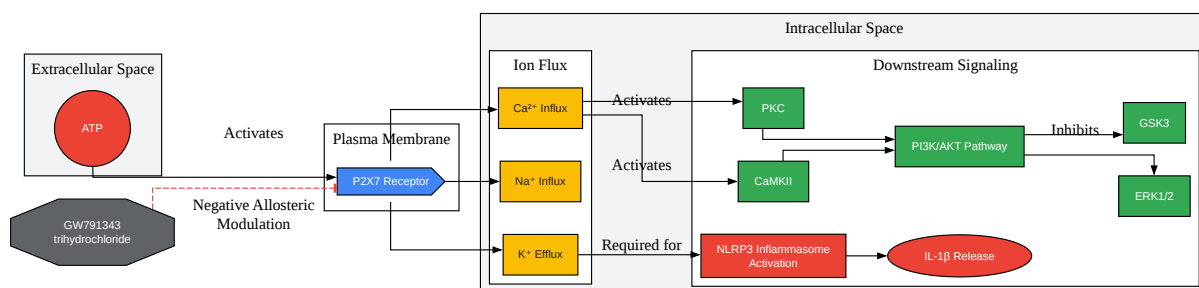 Intracellular Space
Extracellular Space
Ion Flux
Downstream Signaling
ATP
Activates
Plasma Membrane
P2X7 Receptor
GW791343
trihydrochloride
Negative Allosteric
Modulation
Ca²⁺ Influx
Na⁺ Influx
K⁺ Efflux
Activates
Activates
Required for
PKC
CaMKII
PI3K/AKT Pathway
Inhibits
GSK3
ERK1/2
NLRP3 Inflammasome
Activation
IL-1β Release